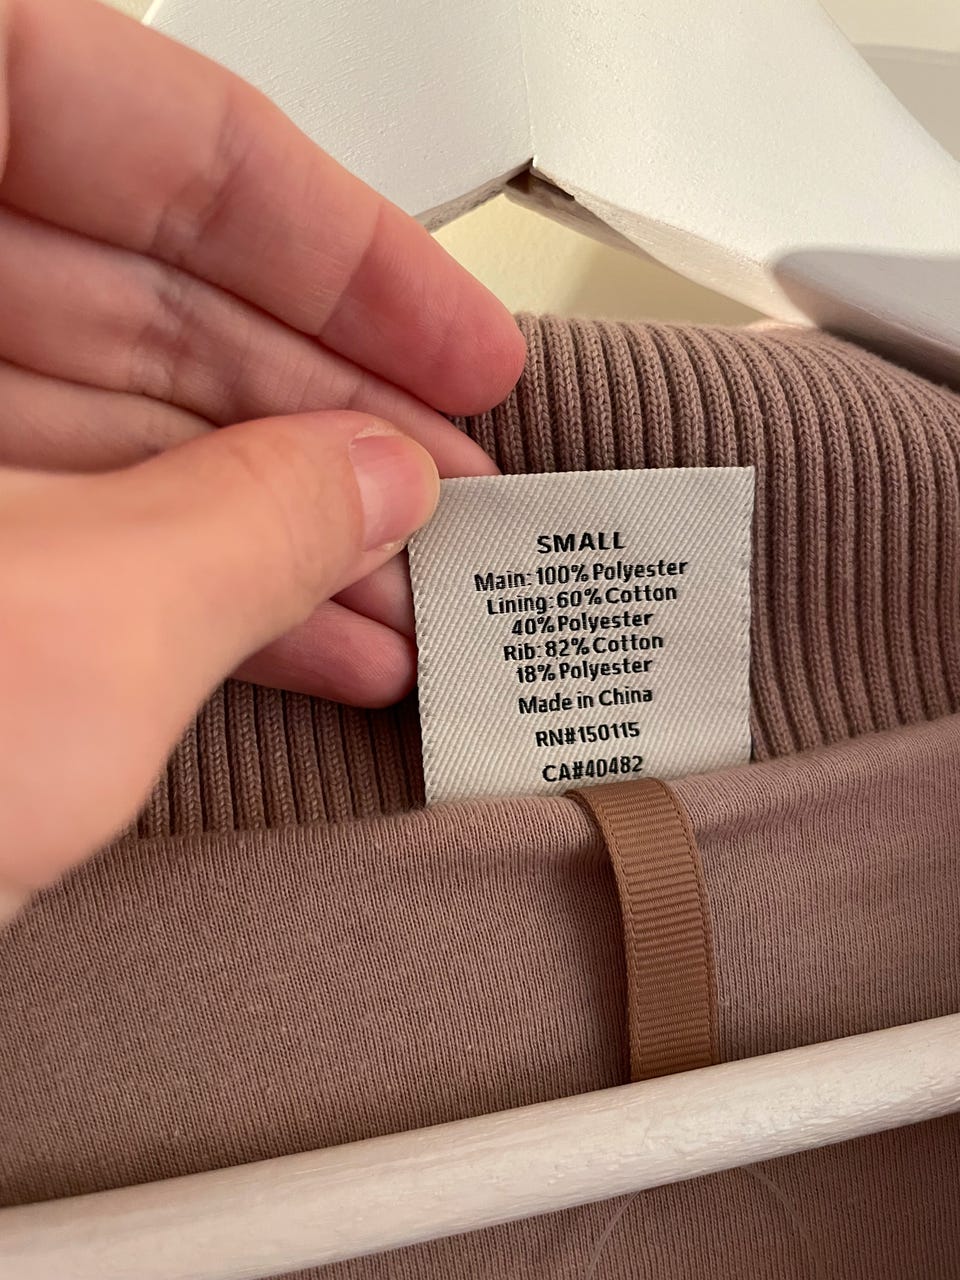 SMALL
Main: 100% Polyester
Lining: 60% Cotton
40% Polyester
Rib: 82% Cotton
18% Polyester
Made in China
RN#150115
CA#40482